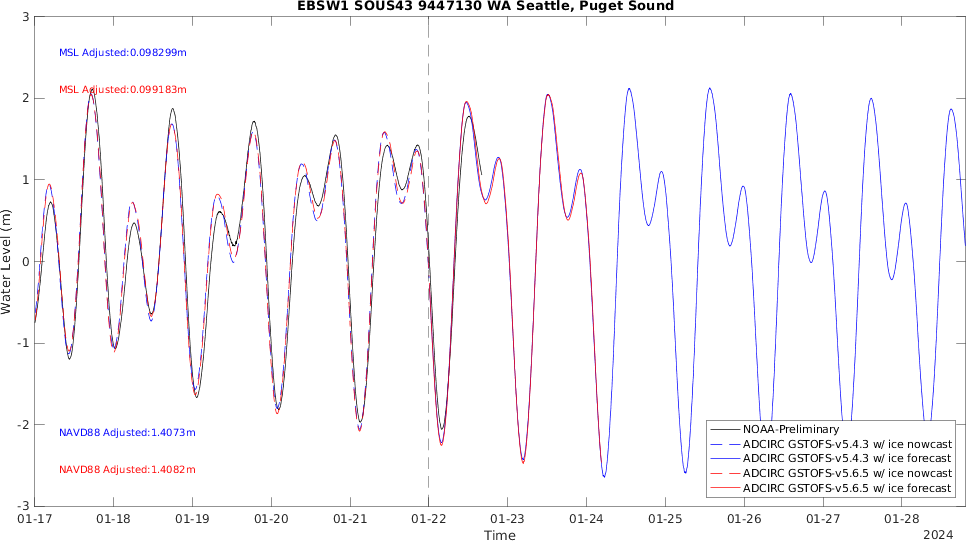 EBSW1 SOUS43 9447130 WA Seattle, Puget Sound
3
2
1
0
-1
-2
-3
Water Level (m)
MSL Adjusted:0.098299m
MSL Adjusted:0.099183m
NAVD88 Adjusted:1.4073m
NAVD88 Adjusted:1.4082m
NOAA-Preliminary
ADCIRC GSTOFS-v5.4.3 w/ ice nowcast
ADCIRC GSTOFS-v5.4.3 w/ ice forecast
ADCIRC GSTOFS-v5.6.5 w/ ice nowcast
ADCIRC GSTOFS-v5.6.5 w/ ice forecast
01-17 01-18 01-19 01-20 01-21 01-22 01-23 01-24 01-25 01-26 01-27 01-28
Time
2024